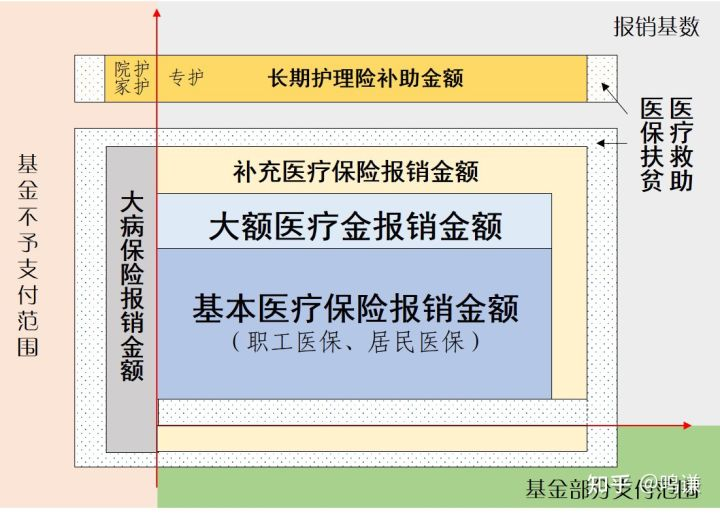 报销基数
院护
家护
专护
长期护理险补助金额
医疗救助
医保扶贫
基金不予支付范围
大病保险报销金额
补充医疗保险报销金额
大额医疗金报销金额
基本医疗保险报销金额
（职工医保、居民医保）
知乎 @鸣谦
基金部分支付范围